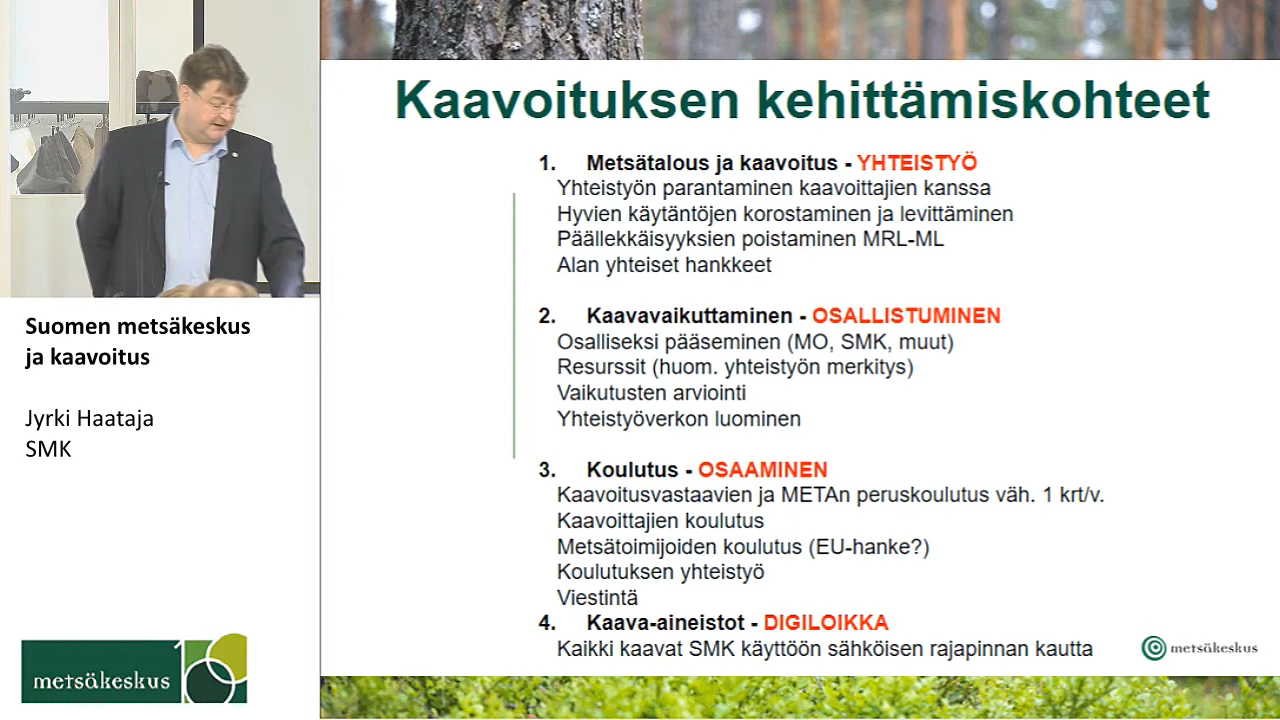 Kaavoituksen kehittämiskohteet
1. Metsätalous ja kaavoitus - YHTEISTYÖ
Yhteistyön parantaminen kaavoittajien kanssa
Hyvien käytäntöjen korostaminen ja levittäminen
Päällekkäisyyksien poistaminen MRL-ML
Alan yhteiset hankkeet
2. Kaavavaikuttaminen - OSALLISTUMINEN
Osalliseksi pääseminen (MO, SMK, muut)
Resurssit (huom. yhteistyön merkitys)
Vaikutusten arviointi
Yhteistyöverkon luominen
3. Koulutus - OSAAMINEN
Kaavoitusvastaavien ja METAn peruskoulutus väh. 1 krt/v.
Kaavoittajien koulutus
Metsätoimijoiden koulutus (EU-hanke?)
Koulutuksen yhteistyö
Viestintä
4. Kaava-aineistot - DIGILOIKKA
Kaikki kaavat SMK käyttöön sähköisen rajapinnan kautta
metsäkeskus
Suomen metsäkeskus
ja kaavoitus
Jyrki Haataja
SMK
metsäkeskus 10